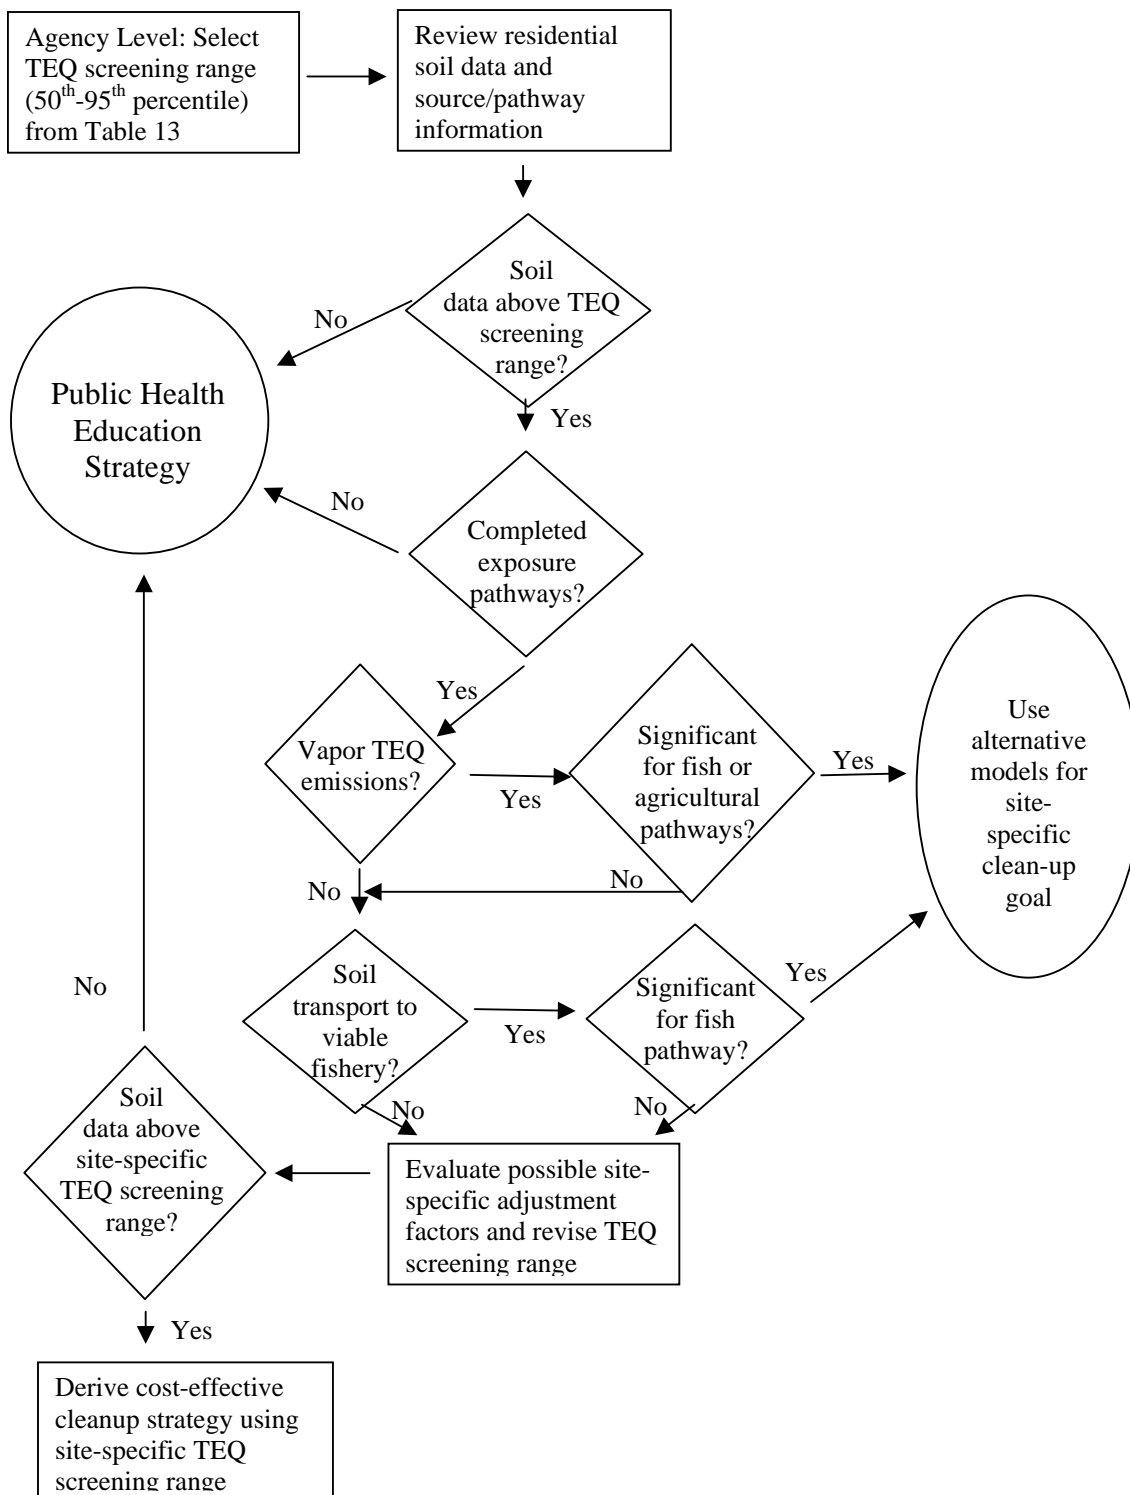 Agency Level: Select
TEQ screening range
(50th-95th percentile)
from Table 13
Review residential
soil data and
source/pathway
information
Soil
data above TEQ
screening
range?
No
Yes
Public Health
Education
Strategy
Completed
exposure
pathways?
No
Yes
Vapor TEQ
emissions?
Yes
No
Significant
for fish or
agricultural
pathways?
Yes
No
Use
alternative
models for
site-
specific
clean-up
goal
Soil
transport to
viable
fishery?
Yes
No
Significant
for fish
pathway?
Yes
No
Evaluate possible site-
specific adjustment
factors and revise TEQ
screening range
Soil
data above
site-specific
TEQ screening
range?
No
Yes
Derive cost-effective
cleanup strategy using
site-specific TEQ
screening range